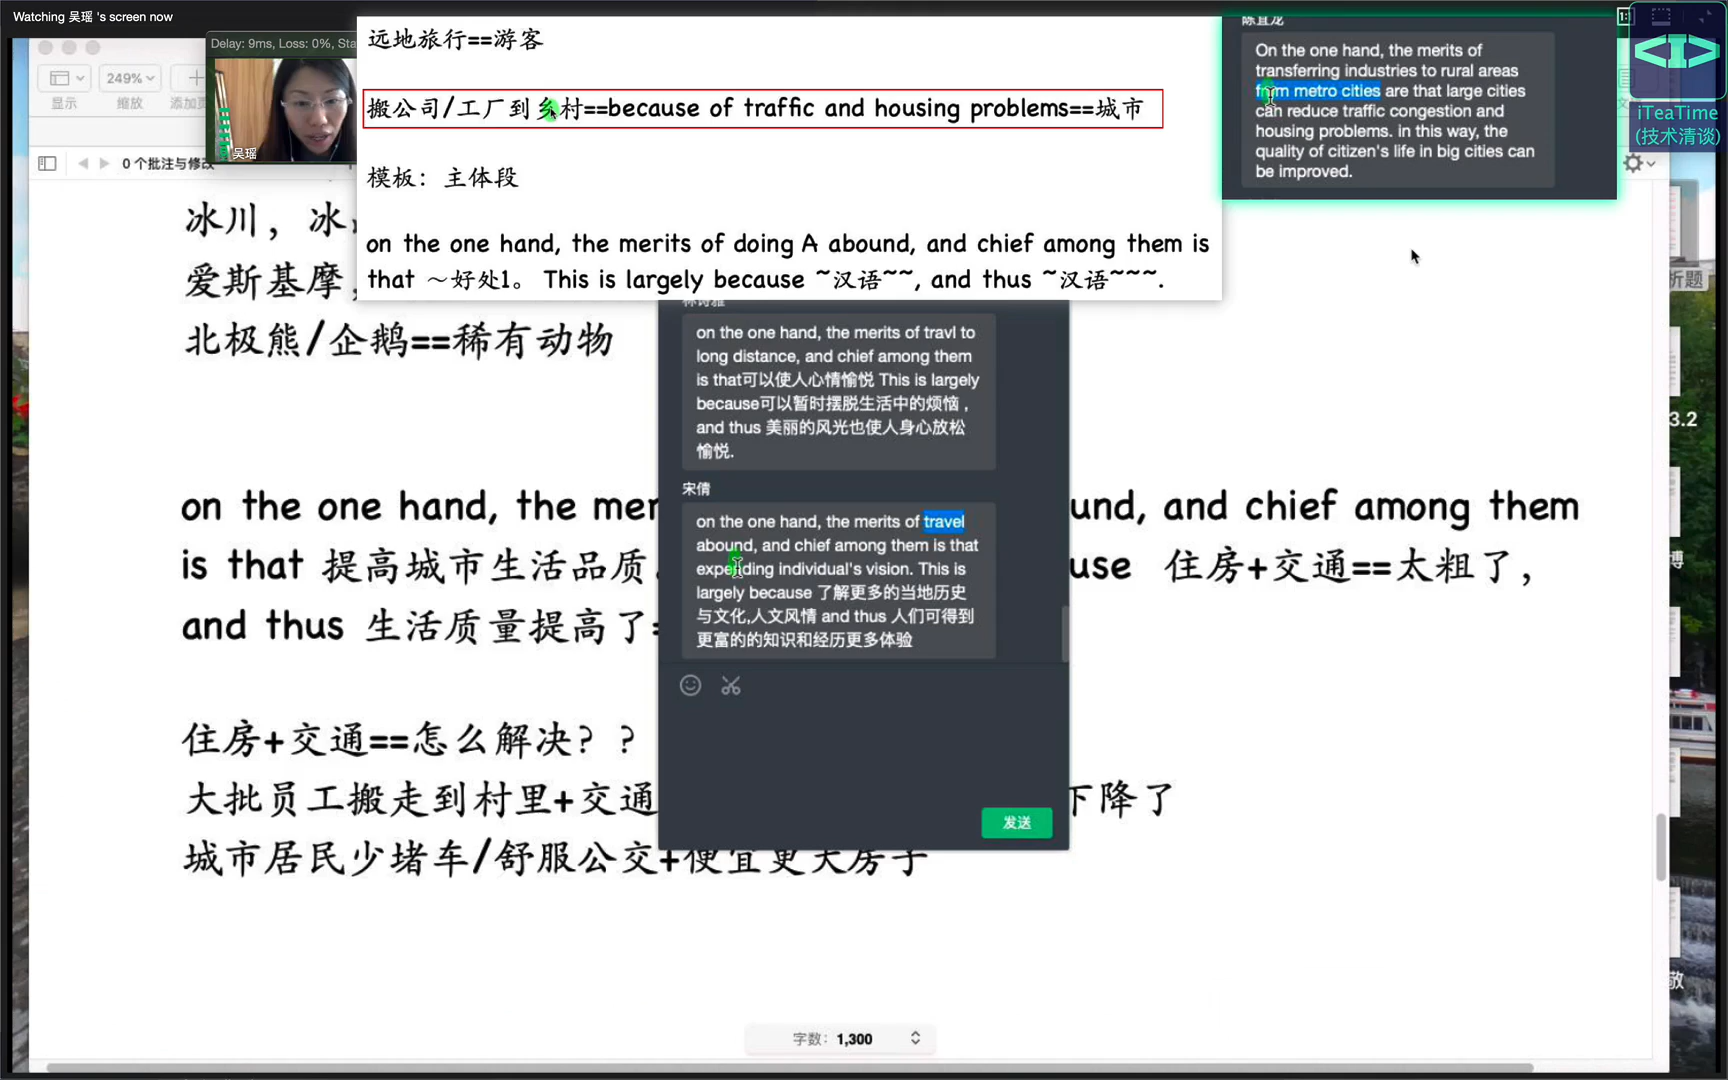 Watching 吴瑶 's screen now
Delay: 9ms, Loss: 0%, Sta
吴瑶
249%
显示
缩放
添加页
0 个批注与修改
远地旅行==游客
搬公司/工厂到乡村==because of traffic and housing problems==城市
模板：主体段
on the one hand, the merits of doing A abound, and chief among them is
that ～好处1。 This is largely because ~汉语~~, and thus ~汉语~~~.
陈宜龙
On the one hand, the merits of
transferring industries to rural areas
from metro cities are that large cities
can reduce traffic congestion and
housing problems. in this way, the
quality of citizen's life in big cities can
be improved.
1:1
iTeaTime
(技术清谈)
折题
冰川，冰
爱斯基摩，
北极熊/企鹅==稀有动物
on the one hand, the mer
und, and chief among them
is that 提高城市生活品质
use 住房+交通==太粗了，
and thus 生活质量提高了=
住房+交通==怎么解决？？
大批员工搬走到村里+交通
下降了
城市居民少堵车/舒服公交+便宜更大房子
林诗雅
on the one hand, the merits of travl to
long distance, and chief among them
is that可以使人心情愉悦 This is largely
because可以暂时摆脱生活中的烦恼，
and thus 美丽的风光也使人身心放松
愉悦.
宋倩
on the one hand, the merits of travel
abound, and chief among them is that
expending individual's vision. This is
largely because 了解更多的当地历史
与文化,人文风情 and thus 人们可得到
更富的的知识和经历更多体验
发送
3.2
博
敬
字数： 1,300